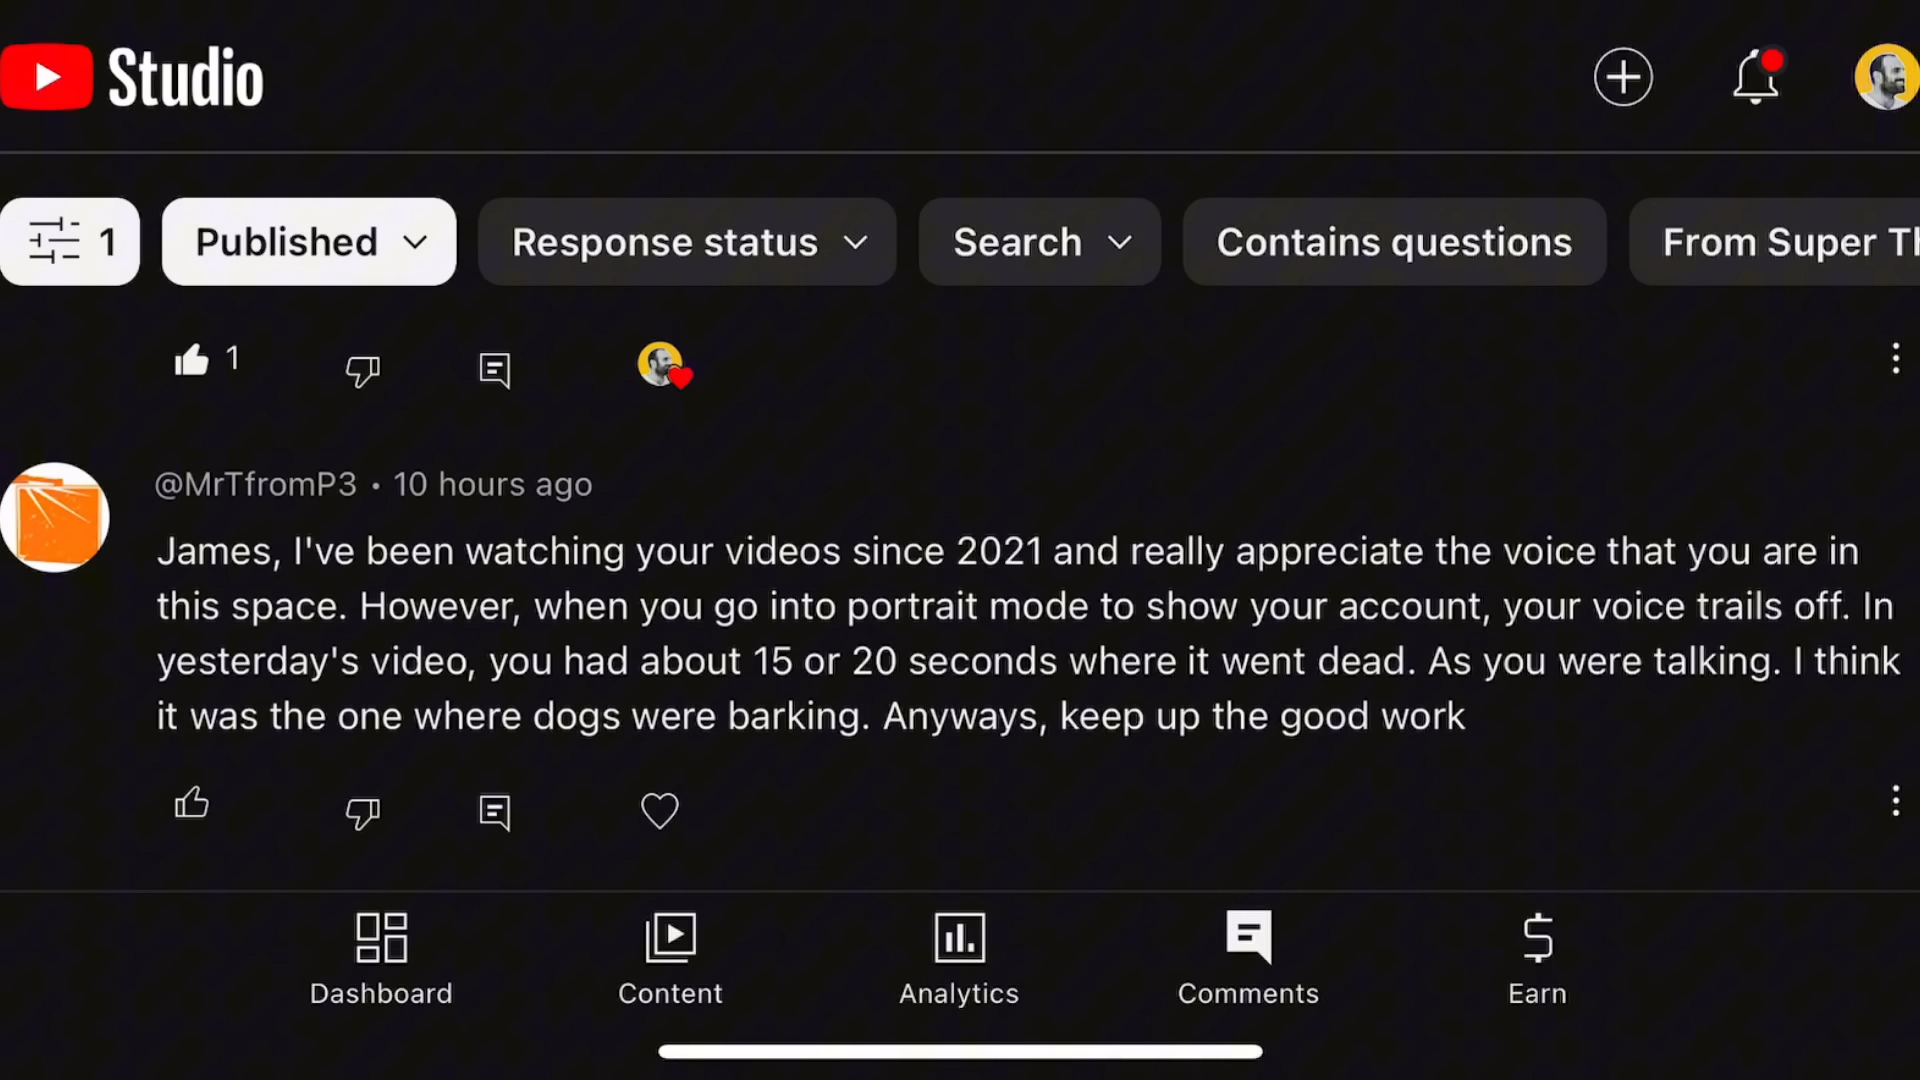 Studio
1
Published
Response status
Search
Contains questions
From Super Th
1
@MrTfromP3 • 10 hours ago
James, I've been watching your videos since 2021 and really appreciate the voice that you are in
this space. However, when you go into portrait mode to show your account, your voice trails off. In
yesterday's video, you had about 15 or 20 seconds where it went dead. As you were talking. I think
it was the one where dogs were barking. Anyways, keep up the good work
Dashboard
Content
Analytics
Comments
Earn